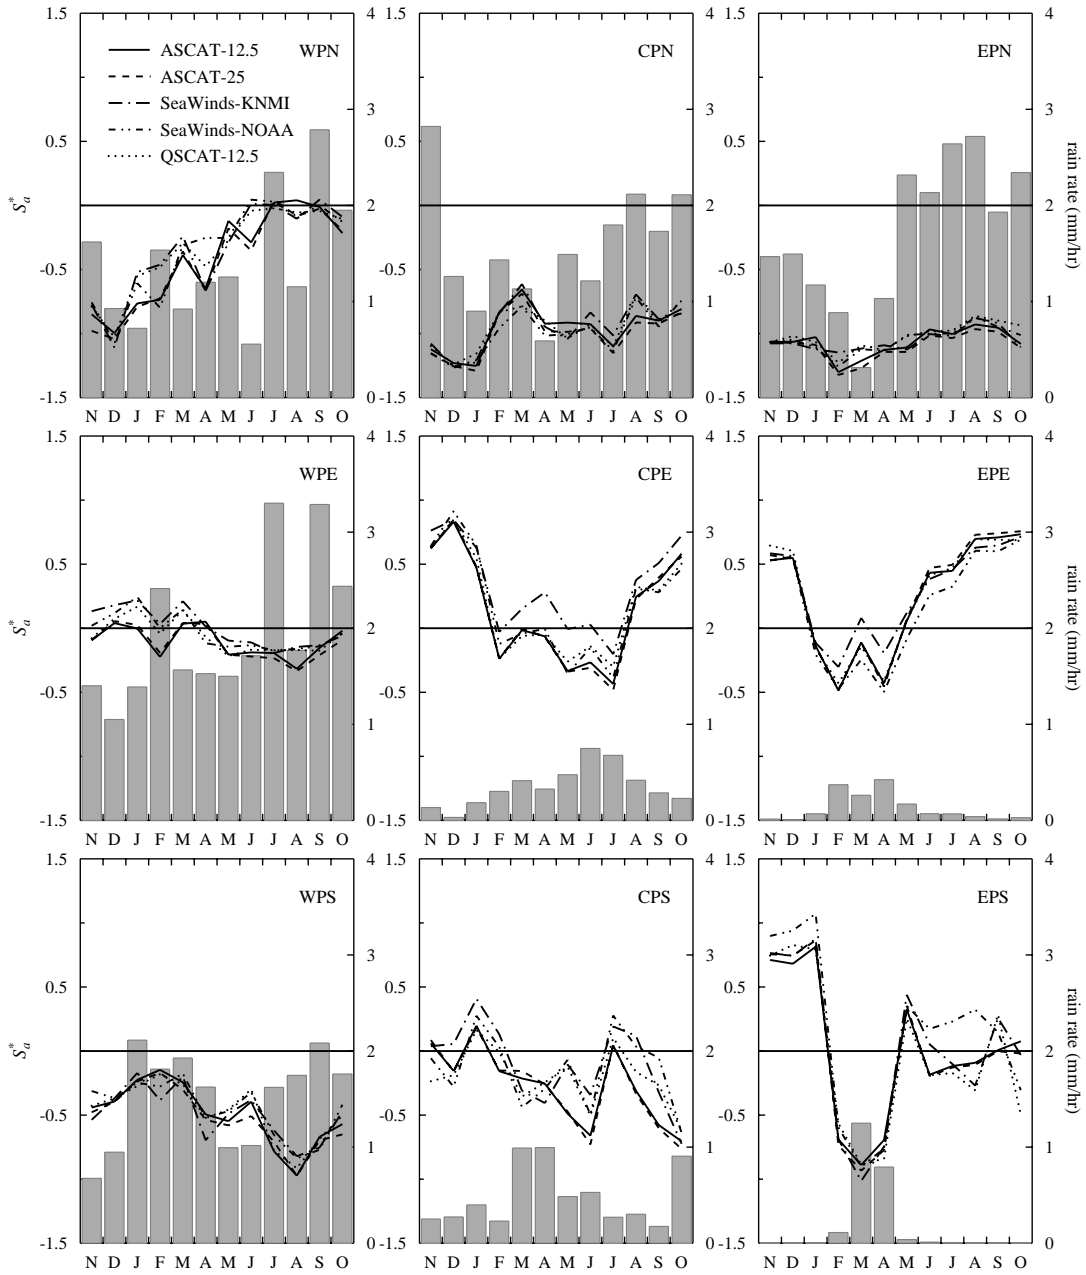 1.5 4
WPN CPN EPN
ASCAT-12.5
ASCAT-25
SeaWinds-KNMI
SeaWinds-NOAA
QSCAT-12.5
3 3 3
0.5 0.5 0.5
S*a
2 2 2
rain rate (mm/hr)
-0.5 -0.5 -0.5
1 1 1
-1.5 0 -1.5 0 -1.5 0
N D J F M A M J J A S O N D J F M A M J J A S O N D J F M A M J J A S O
1.5 4 1.5 4 1.5 4
WPE CPE EPE
3 3 3
0.5 0.5 0.5
S*a
2 2 2
rain rate (mm/hr)
-0.5 -0.5 -0.5
1 1 1
-1.5 0 -1.5 0 -1.5 0
N D J F M A M J J A S O N D J F M A M J J A S O N D J F M A M J J A S O
1.5 4 1.5 4 1.5 4
WPS CPS EPS
3 3 3
0.5 0.5 0.5
S*a
2 2 2
rain rate (mm/hr)
-0.5 -0.5 -0.5
1 1 1
-1.5 0 -1.5 0 -1.5 0
N D J F M A M J J A S O N D J F M A M J J A S O N D J F M A M J J A S O